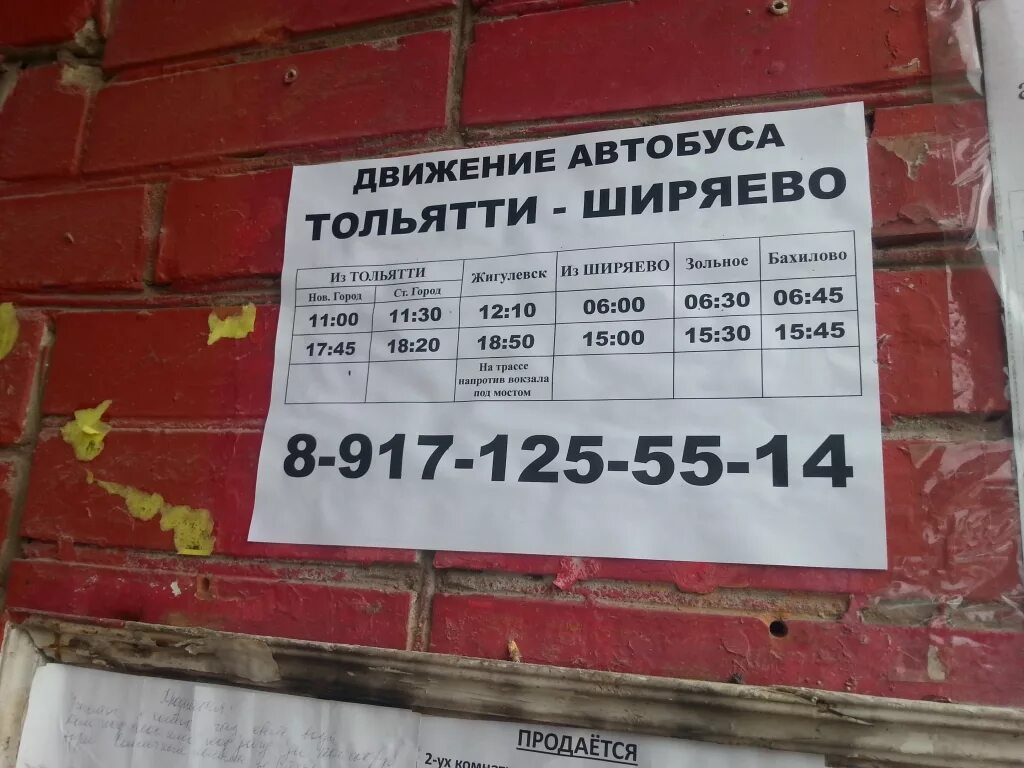 ДВИЖЕНИЕ АВТОБУСА
ТОЛЬЯТТИ - ШИРЯЕВО
Из ТОЛЬЯТТИ Жигулевск Из ШИРЯЕВО Зольное Бахилово
Нов. Город Ст. Город
11:00 11:30 12:10 06:00 06:30 06:45
17:45 18:20 18:50 15:00 15:30 15:45
На трассе
напротив вокзала
под мостом
8-917-125-55-14
ПРОДАЁТСЯ
2-ух